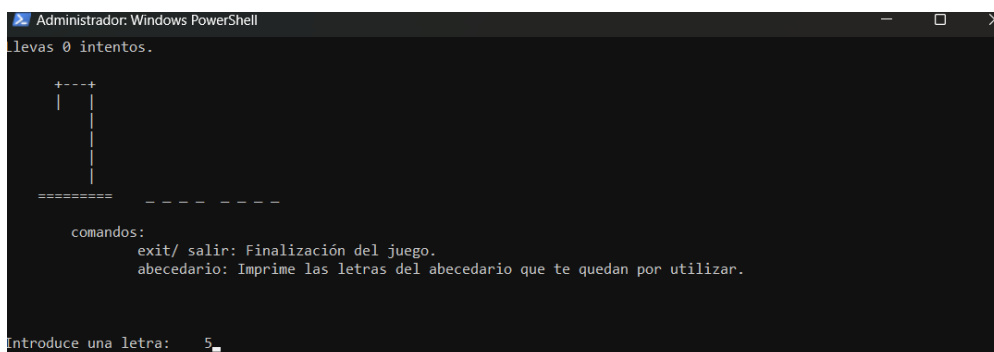 Administrador: Windows PowerShell
Llevas 0 intentos.
+---+
|   |
|
|
|
|
=========    _ _ _ _  _ _ _ _
comandos:
exit/ salir: Finalización del juego.
abecedario: Imprime las letras del abecedario que te quedan por utilizar.
Introduce una letra:    5_